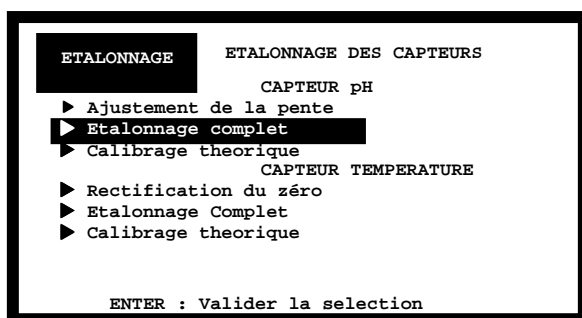 ETALONNAGE
ETALONNAGE DES CAPTEURS
CAPTEUR pH
Ajustement de la pente
Etalonnage complet
Calibrage theorique
CAPTEUR TEMPERATURE
Rectification du zéro
Etalonnage Complet
Calibrage theorique
ENTER : Valider la selection